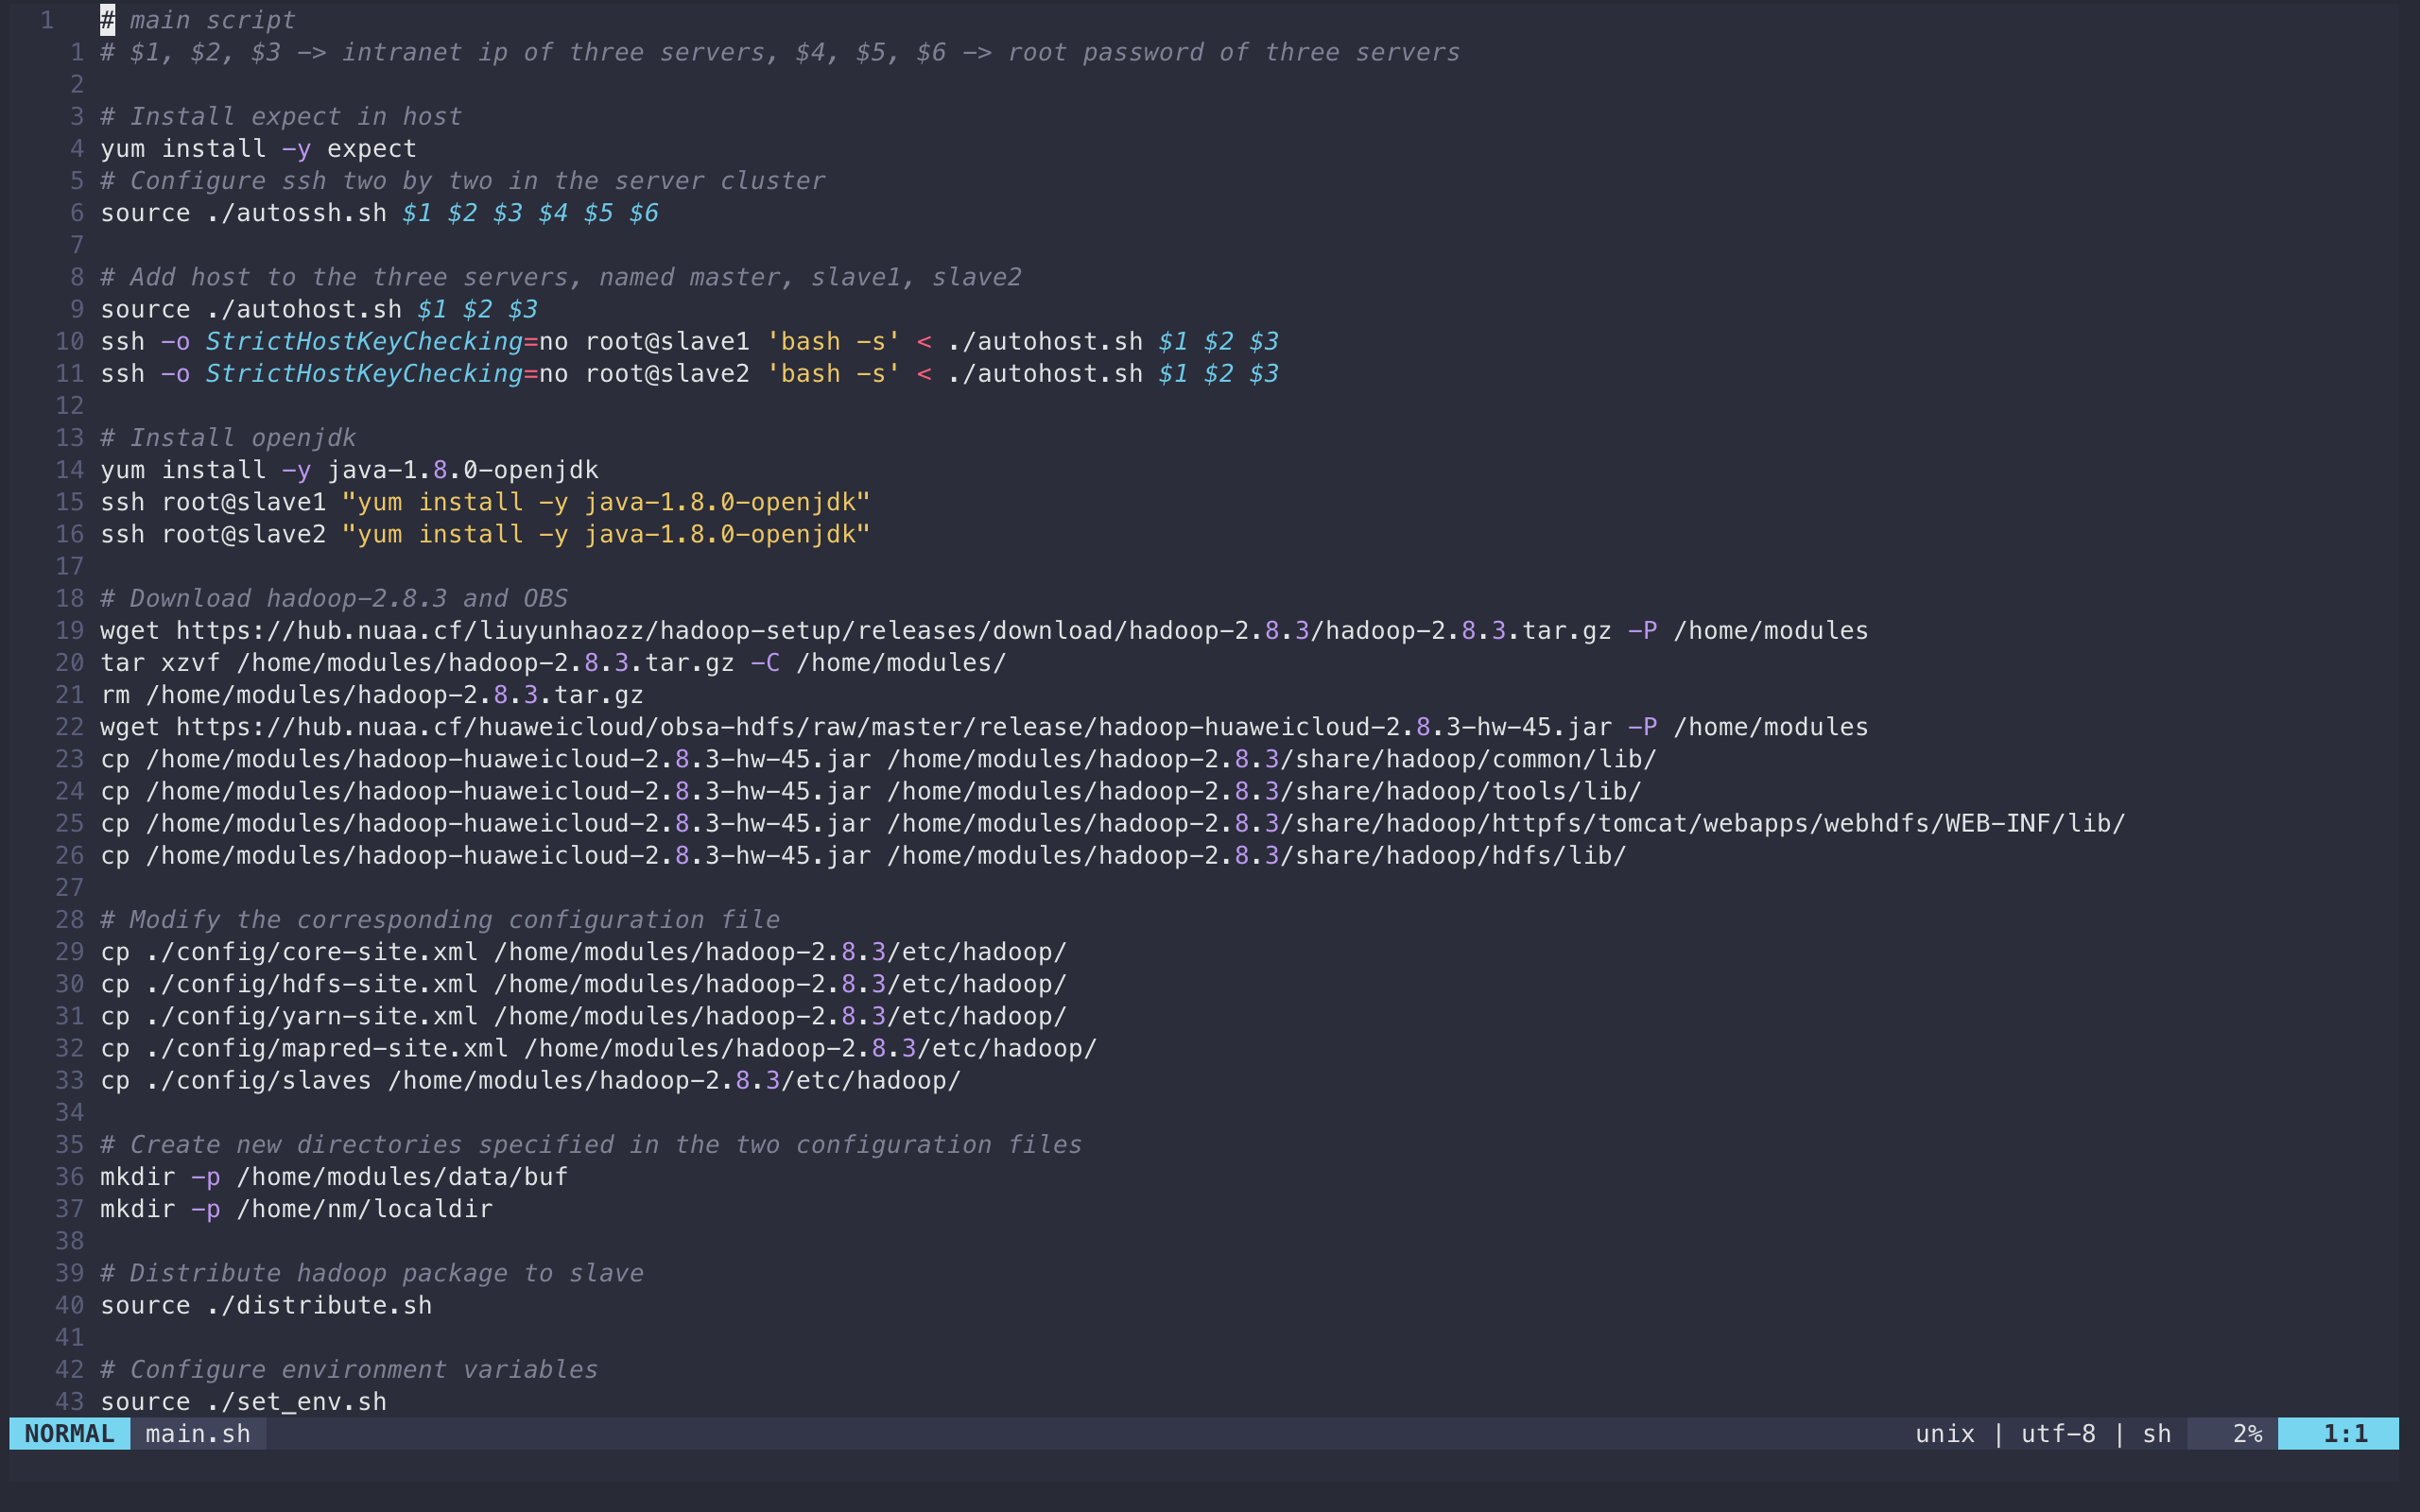 1 # main script
1 # $1, $2, $3 -> intranet ip of three servers, $4, $5, $6 -> root password of three servers
2
3 # Install expect in host
4 yum install -y expect
5 # Configure ssh two by two in the server cluster
6 source ./autossh.sh $1 $2 $3 $4 $5 $6
7
8 # Add host to the three servers, named master, slave1, slave2
9 source ./autohost.sh $1 $2 $3
10 ssh -o StrictHostKeyChecking=no root@slave1 'bash -s' < ./autohost.sh $1 $2 $3
11 ssh -o StrictHostKeyChecking=no root@slave2 'bash -s' < ./autohost.sh $1 $2 $3
12
13 # Install openjdk
14 yum install -y java-1.8.0-openjdk
15 ssh root@slave1 "yum install -y java-1.8.0-openjdk"
16 ssh root@slave2 "yum install -y java-1.8.0-openjdk"
17
18 # Download hadoop-2.8.3 and OBS
19 wget https://hub.nuaa.cf/liuyunhaozz/hadoop-setup/releases/download/hadoop-2.8.3/hadoop-2.8.3.tar.gz -P /home/modules
20 tar xzvf /home/modules/hadoop-2.8.3.tar.gz -C /home/modules/
21 rm /home/modules/hadoop-2.8.3.tar.gz
22 wget https://hub.nuaa.cf/huaweicloud/obsa-hdfs/raw/master/release/hadoop-huaweicloud-2.8.3-hw-45.jar -P /home/modules
23 cp /home/modules/hadoop-huaweicloud-2.8.3-hw-45.jar /home/modules/hadoop-2.8.3/share/hadoop/common/lib/
24 cp /home/modules/hadoop-huaweicloud-2.8.3-hw-45.jar /home/modules/hadoop-2.8.3/share/hadoop/tools/lib/
25 cp /home/modules/hadoop-huaweicloud-2.8.3-hw-45.jar /home/modules/hadoop-2.8.3/share/hadoop/httpfs/tomcat/webapps/webhdfs/WEB-INF/lib/
26 cp /home/modules/hadoop-huaweicloud-2.8.3-hw-45.jar /home/modules/hadoop-2.8.3/share/hadoop/hdfs/lib/
27
28 # Modify the corresponding configuration file
29 cp ./config/core-site.xml /home/modules/hadoop-2.8.3/etc/hadoop/
30 cp ./config/hdfs-site.xml /home/modules/hadoop-2.8.3/etc/hadoop/
31 cp ./config/yarn-site.xml /home/modules/hadoop-2.8.3/etc/hadoop/
32 cp ./config/mapred-site.xml /home/modules/hadoop-2.8.3/etc/hadoop/
33 cp ./config/slaves /home/modules/hadoop-2.8.3/etc/hadoop/
34
35 # Create new directories specified in the two configuration files
36 mkdir -p /home/modules/data/buf
37 mkdir -p /home/nm/localdir
38
39 # Distribute hadoop package to slave
40 source ./distribute.sh
41
42 # Configure environment variables
43 source ./set_env.sh
NORMAL main.sh unix | utf-8 | sh 2% 1:1